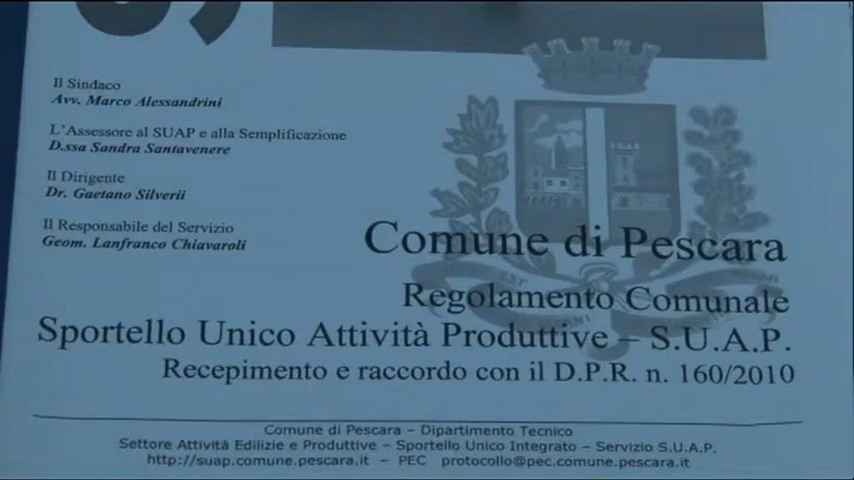 Il Sindaco
Avv. Marco Alessandrini
L'Assessore al SUAP e alla Semplificazione
D.ssa Sandra Santavenere
Il Dirigente
Dr. Gaetano Silverii
Il Responsabile del Servizio
Geom. Lanfranco Chiavaroli
Comune di Pescara
Regolamento Comunale
Sportello Unico Attività Produttive – S.U.A.P.
Recepimento e raccordo con il D.P.R. n. 160/2010
Comune di Pescara – Dipartimento Tecnico
Settore Attività Edilizie e Produttive – Sportello Unico Integrato – Servizio S.U.A.P.
http://suap.comune.pescara.it – PEC protocollo@pec.comune.pescara.it